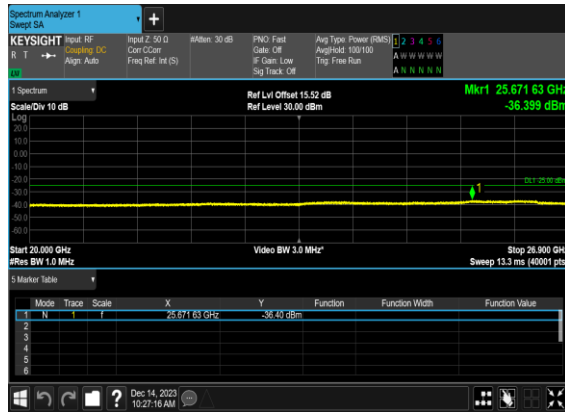 Spectrum Analyzer 1
Swept SA
+
KEYSIGHT
R T
LU
Input: RF
Coupling: DC
Align: Auto
Input Z: 50 Ω
Corr CCorr
Freq Ref: Int (S)
#Atten: 30 dB
PNO: Fast
Gate: Off
IF Gain: Low
Sig Track: Off
Avg Type: Power (RMS)
Avg|Hold: 100/100
Trig: Free Run
1 2 3 4 5 6
A W W W W W
A N N N N N
1 Spectrum
Scale/Div 10 dB
Ref Lvl Offset 15.52 dB
Ref Level 30.00 dBm
Mkr1 25.671 63 GHz
-36.399 dBm
Log
20.0
10.0
0.00
-10.0
-20.0
-30.0
-40.0
-50.0
-60.0
DL1 -25.00 dBm
1
Start 20.000 GHz
#Res BW 1.0 MHz
Video BW 3.0 MHz*
Stop 26.900 GHz
Sweep 13.3 ms (40001 pts)
5 Marker Table
Mode Trace Scale X Y Function Function Width Function Value
1 N 1 f 25.671 63 GHz -36.40 dBm
2
3
4
5
6
?
Dec 14, 2023
10:27:16 AM